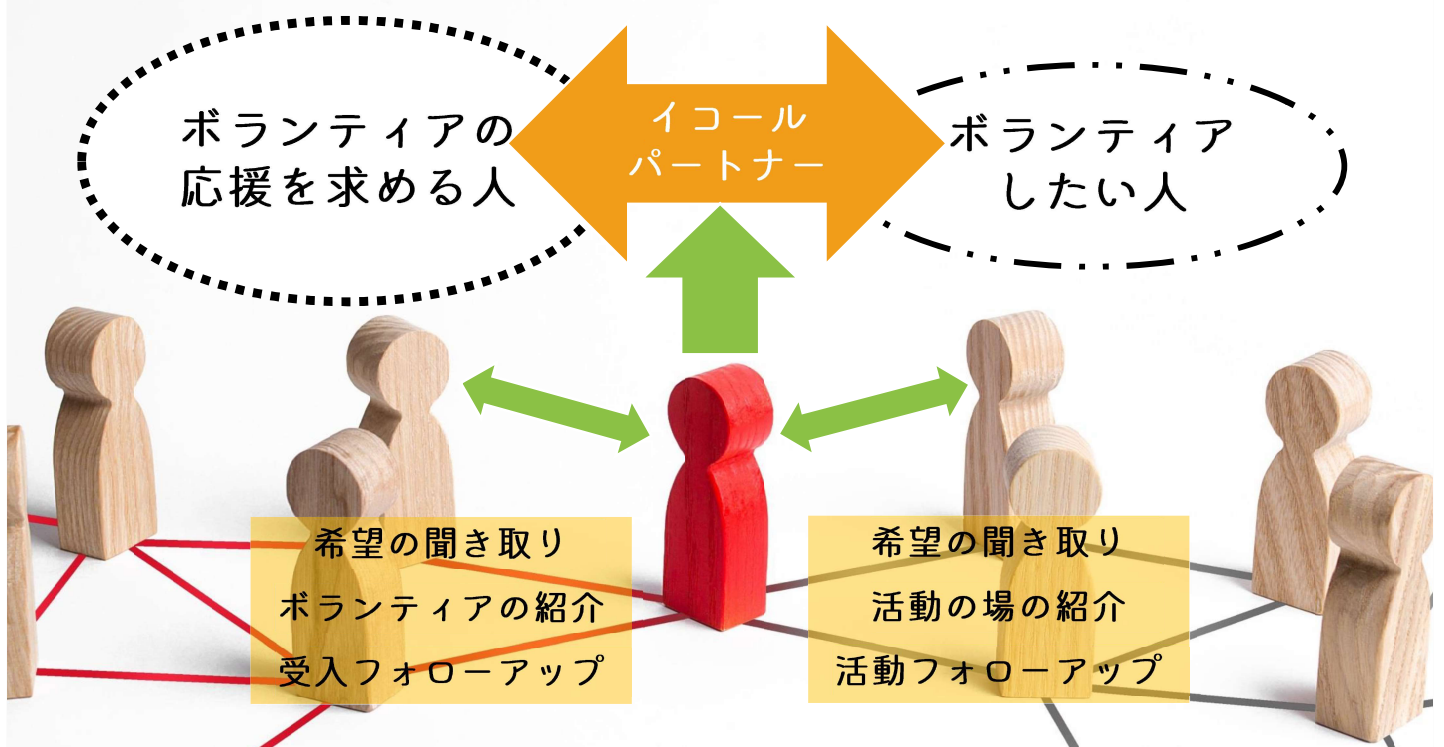 ボランティアの
応援を求める人
イコール
パートナー
ボランティア
したい人
希望の聞き取り
ボランティアの紹介
受入フォローアップ
希望の聞き取り
活動の場の紹介
活動フォローアップ